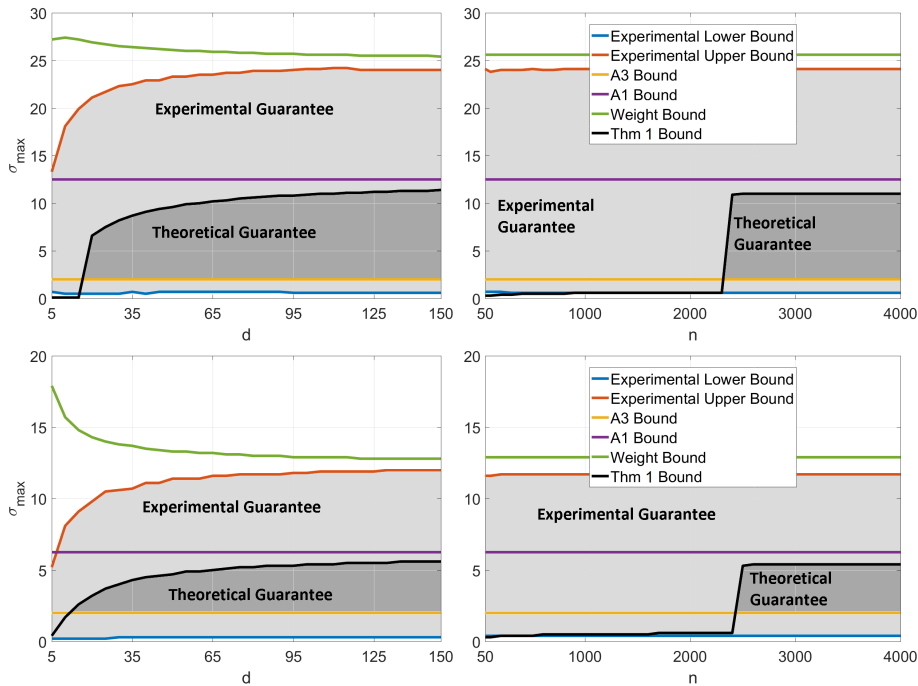 30
25
20
15
10
5
0
σmax
Experimental Guarantee
Theoretical Guarantee
5 35 65 95 125 150
d
30
25
20
15
10
5
0
Experimental Lower Bound
Experimental Upper Bound
A3 Bound
A1 Bound
Weight Bound
Thm 1 Bound
Experimental
Guarantee
Theoretical
Guarantee
50 1000 2000 3000 4000
n
20
15
10
5
0
σmax
Experimental Guarantee
Theoretical Guarantee
5 35 65 95 125 150
d
20
15
10
5
0
Experimental Lower Bound
Experimental Upper Bound
A3 Bound
A1 Bound
Weight Bound
Thm 1 Bound
Experimental Guarantee
Theoretical
Guarantee
50 1000 2000 3000 4000
n